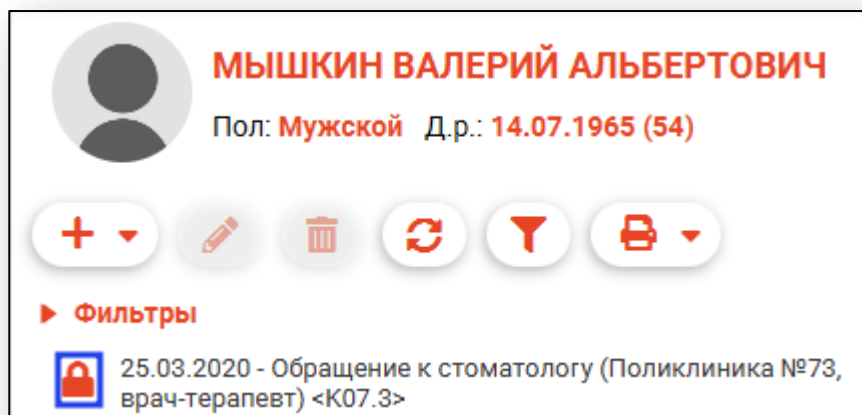 МЫШКИН ВАЛЕРИЙ АЛЬБЕРТОВИЧ
Пол: Мужской Д.р.: 14.07.1965 (54)
Фильтры
25.03.2020 - Обращение к стоматологу (Поликлиника №73,
врач-терапевт) <K07.3>